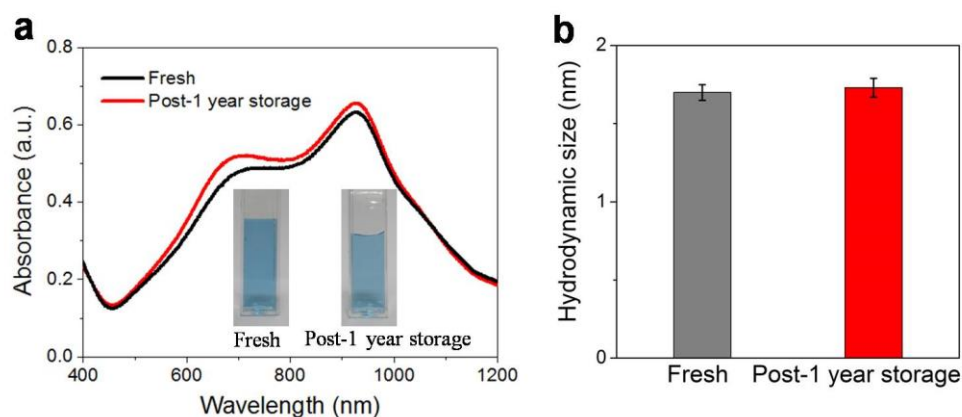 a
0.8
0.6
0.4
0.2
0.0
Absorbance (a.u.)
Fresh
Post-1 year storage
Fresh Post-1 year storage
400 600 800 1000 1200
Wavelength (nm)
b
2
1
0
Hydrodynamic size (nm)
Fresh Post-1 year storage